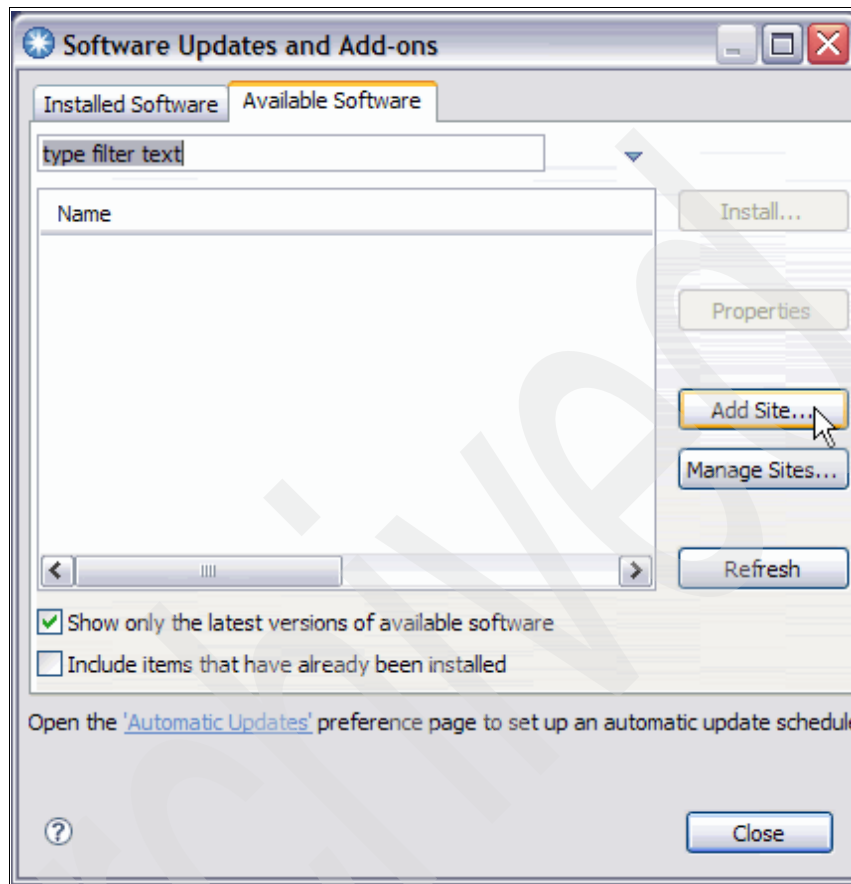 Software Updates and Add-ons
Installed Software Available Software
type filter text
Name
Install...
Properties
Add Site...
Manage Sites...
Refresh
Show only the latest versions of available software
Include items that have already been installed
Open the 'Automatic Updates' preference page to set up an automatic update schedule
?
Close